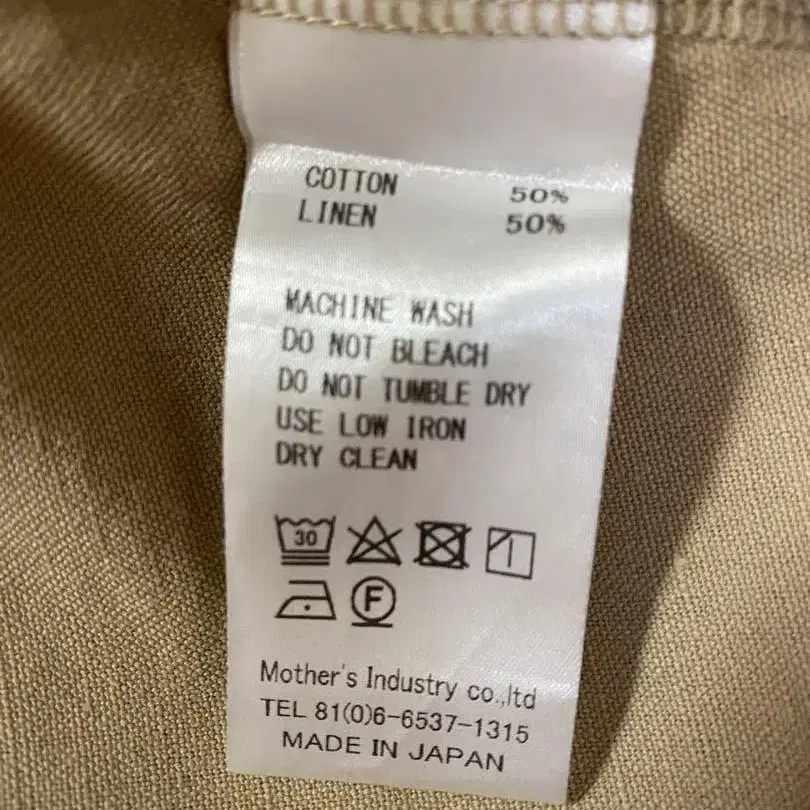 COTTON 50%
LINEN 50%
MACHINE WASH
DO NOT BLEACH
DO NOT TUMBLE DRY
USE LOW IRON
DRY CLEAN
30
F
Mother's Industry co.,ltd
TEL 81(0)6-6537-1315
MADE IN JAPAN